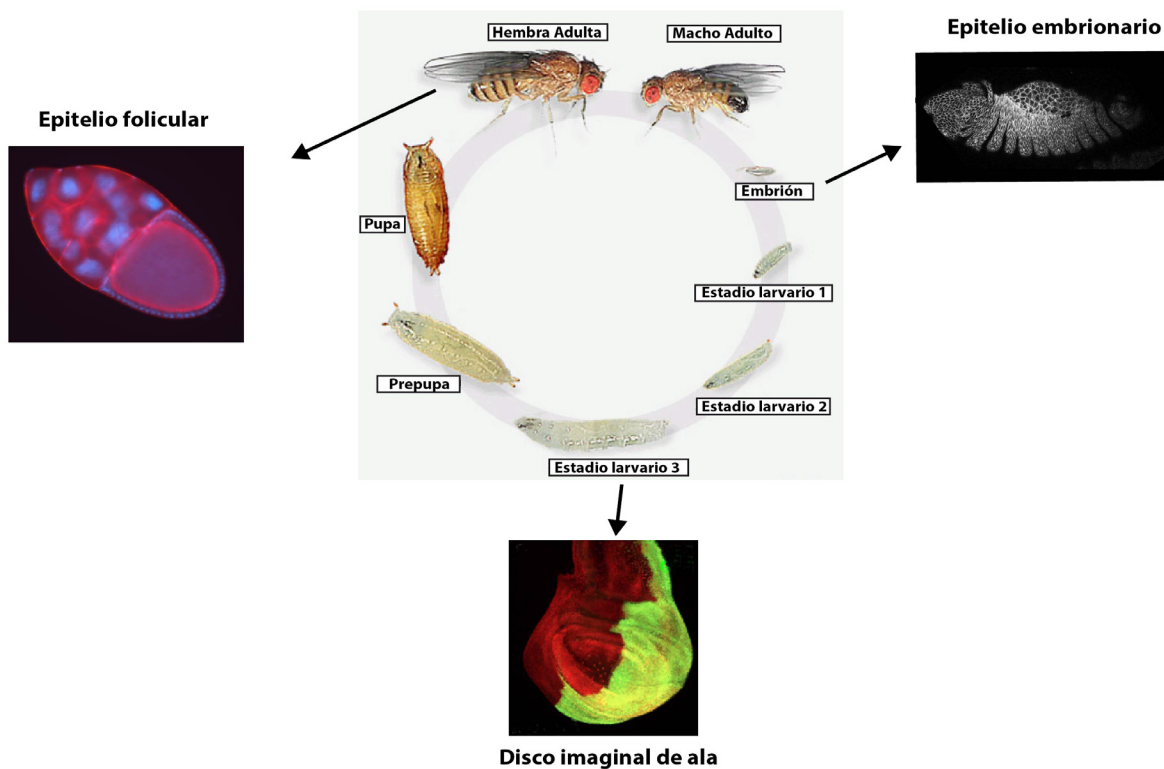 Hembra Adulta
Macho Adulto
Epitelio embrionario
Epitelio folicular
Embrión
Pupa
Estadio larvario 1
Prepupa
Estadio larvario 2
Estadio larvario 3
Disco imaginal de ala